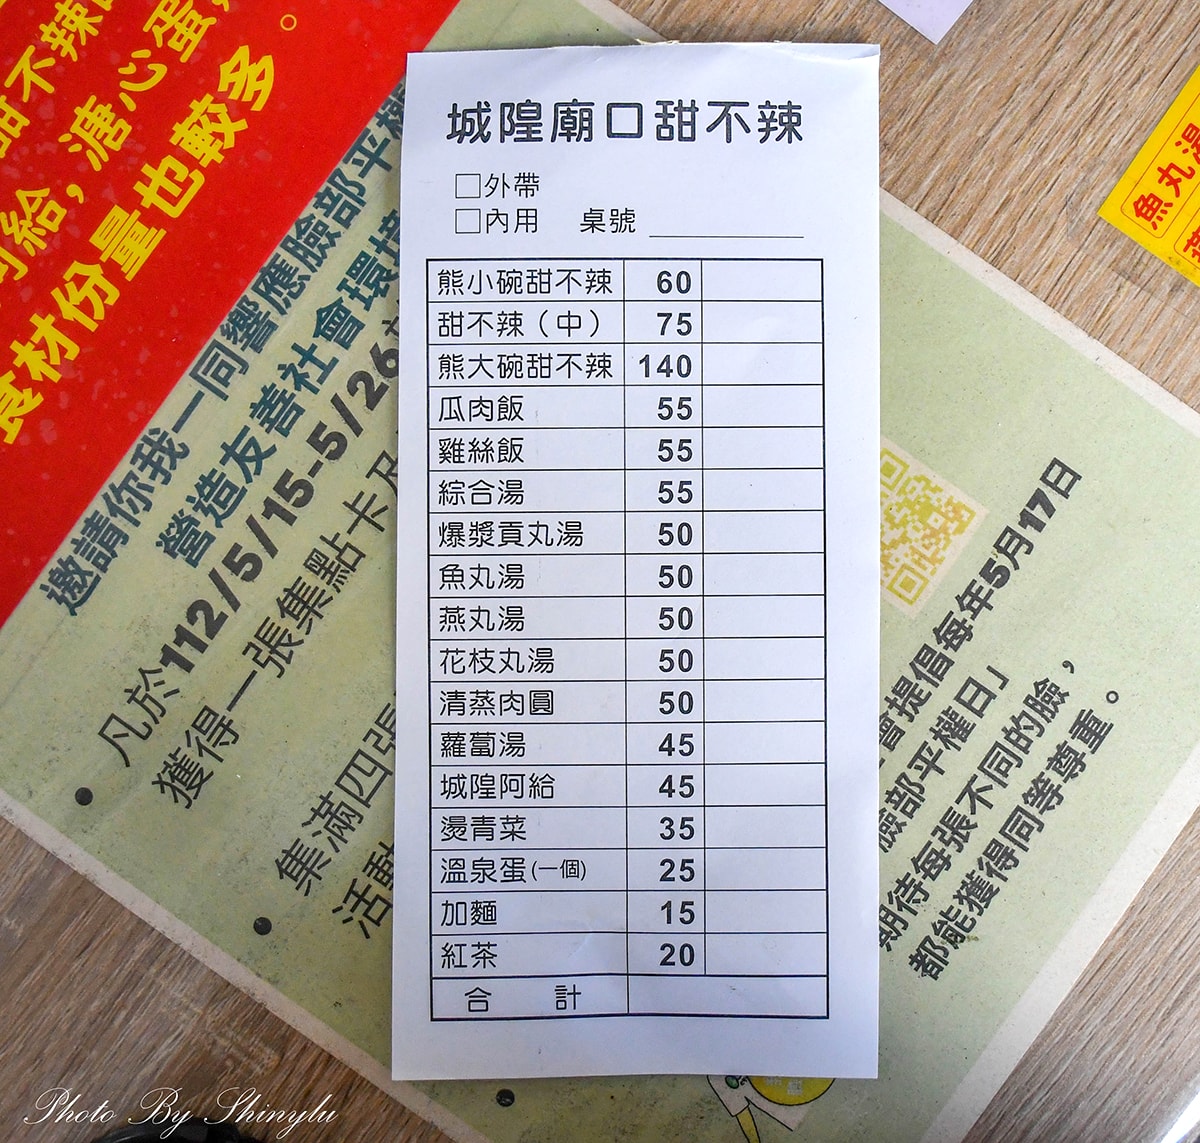 城隍廟口甜不辣
□外帶
□內用 桌號
熊小碗甜不辣 60
甜不辣（中） 75
熊大碗甜不辣 140
瓜肉飯 55
雞絲飯 55
綜合湯 55
爆漿貢丸湯 50
魚丸湯 50
燕丸湯 50
花枝丸湯 50
清蒸肉圓 50
蘿蔔湯 45
城隍阿給 45
燙青菜 35
溫泉蛋(一個) 25
加麵 15
紅茶 20
合計
甜不辣
給，溏心蛋
食材份量也較多。
邀請你我一同響應臉部平權
營造友善社會環境
凡於112/5/15-5/26
獲得一張集點卡及
集滿四張
活動
會提倡每年5月17日
臉部平權日」
期待每張不同的臉，
都能獲得同等尊重。
魚丸湯
Photo By Shinylu